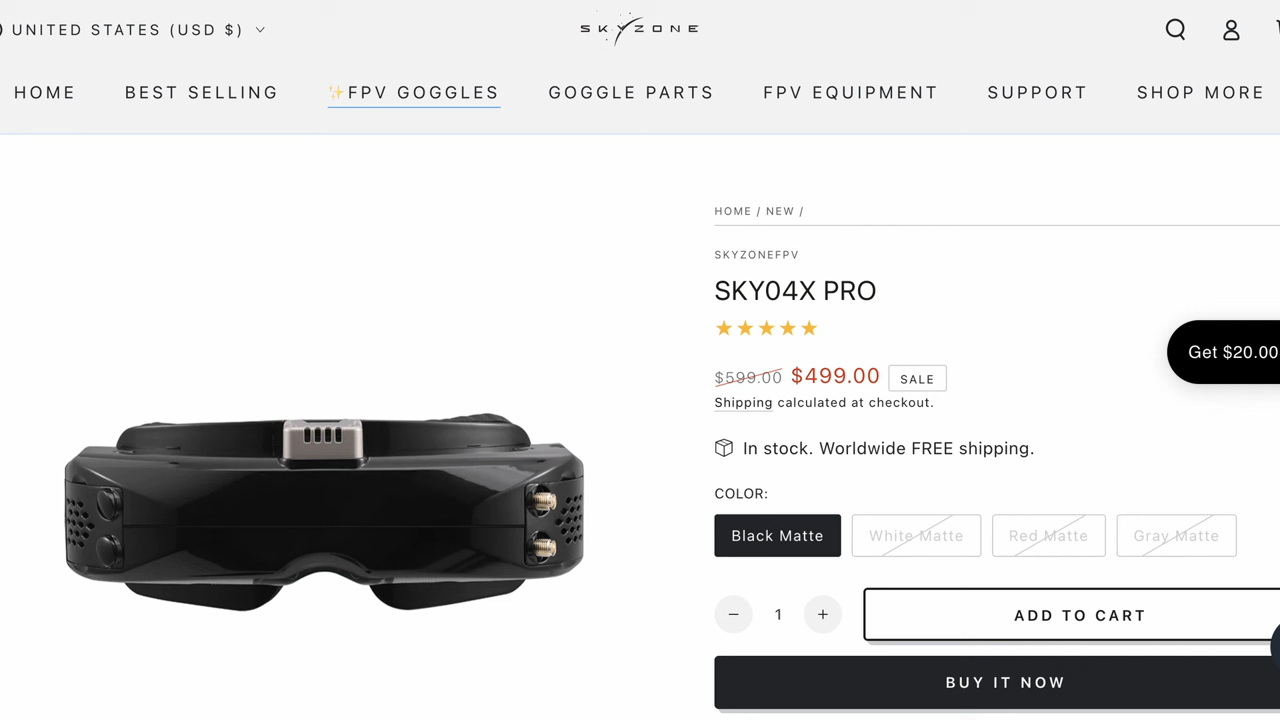 UNITED STATES (USD $)
SKYZONE
HOME BEST SELLING ✨FPV GOGGLES GOGGLE PARTS FPV EQUIPMENT SUPPORT SHOP MORE
HOME / NEW /
SKYZONEFPV
SKY04X PRO
$599.00 $499.00 SALE
Shipping calculated at checkout.
Get $20.00
In stock. Worldwide FREE shipping.
COLOR:
Black Matte White Matte Red Matte Gray Matte
− 1 + ADD TO CART
BUY IT NOW